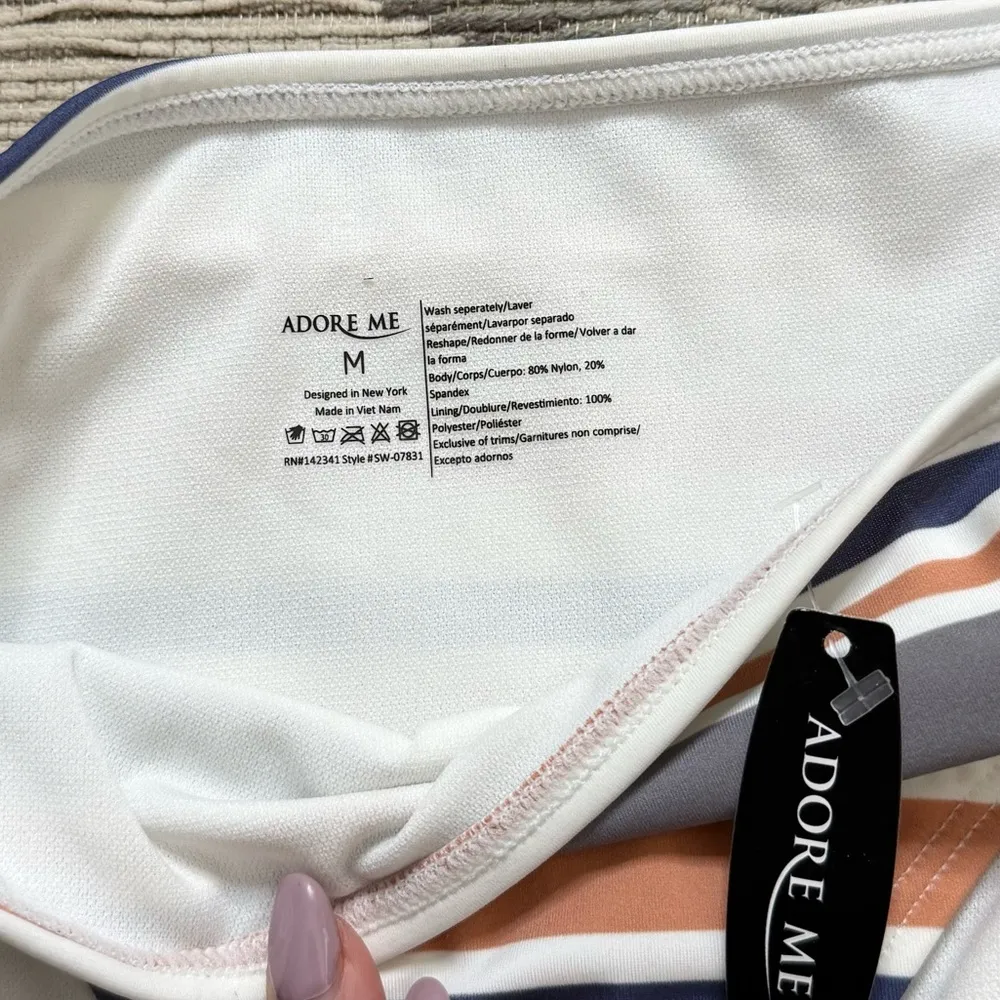 ADORE ME
M
Designed in New York
Made in Viet Nam
30
RN#142341 Style #SW-07831
Wash seperately/Laver
séparément/Lavarpor separado
Reshape/Redonner de la forme/Volver a dar
la forma
Body/Corps/Cuerpo: 80% Nylon, 20%
Spandex
Lining/Doublure/Revestimiento: 100%
Polyester/Poliéster
Exclusive of trims/Garnitures non comprise/
Excepto adornos
ADORE ME